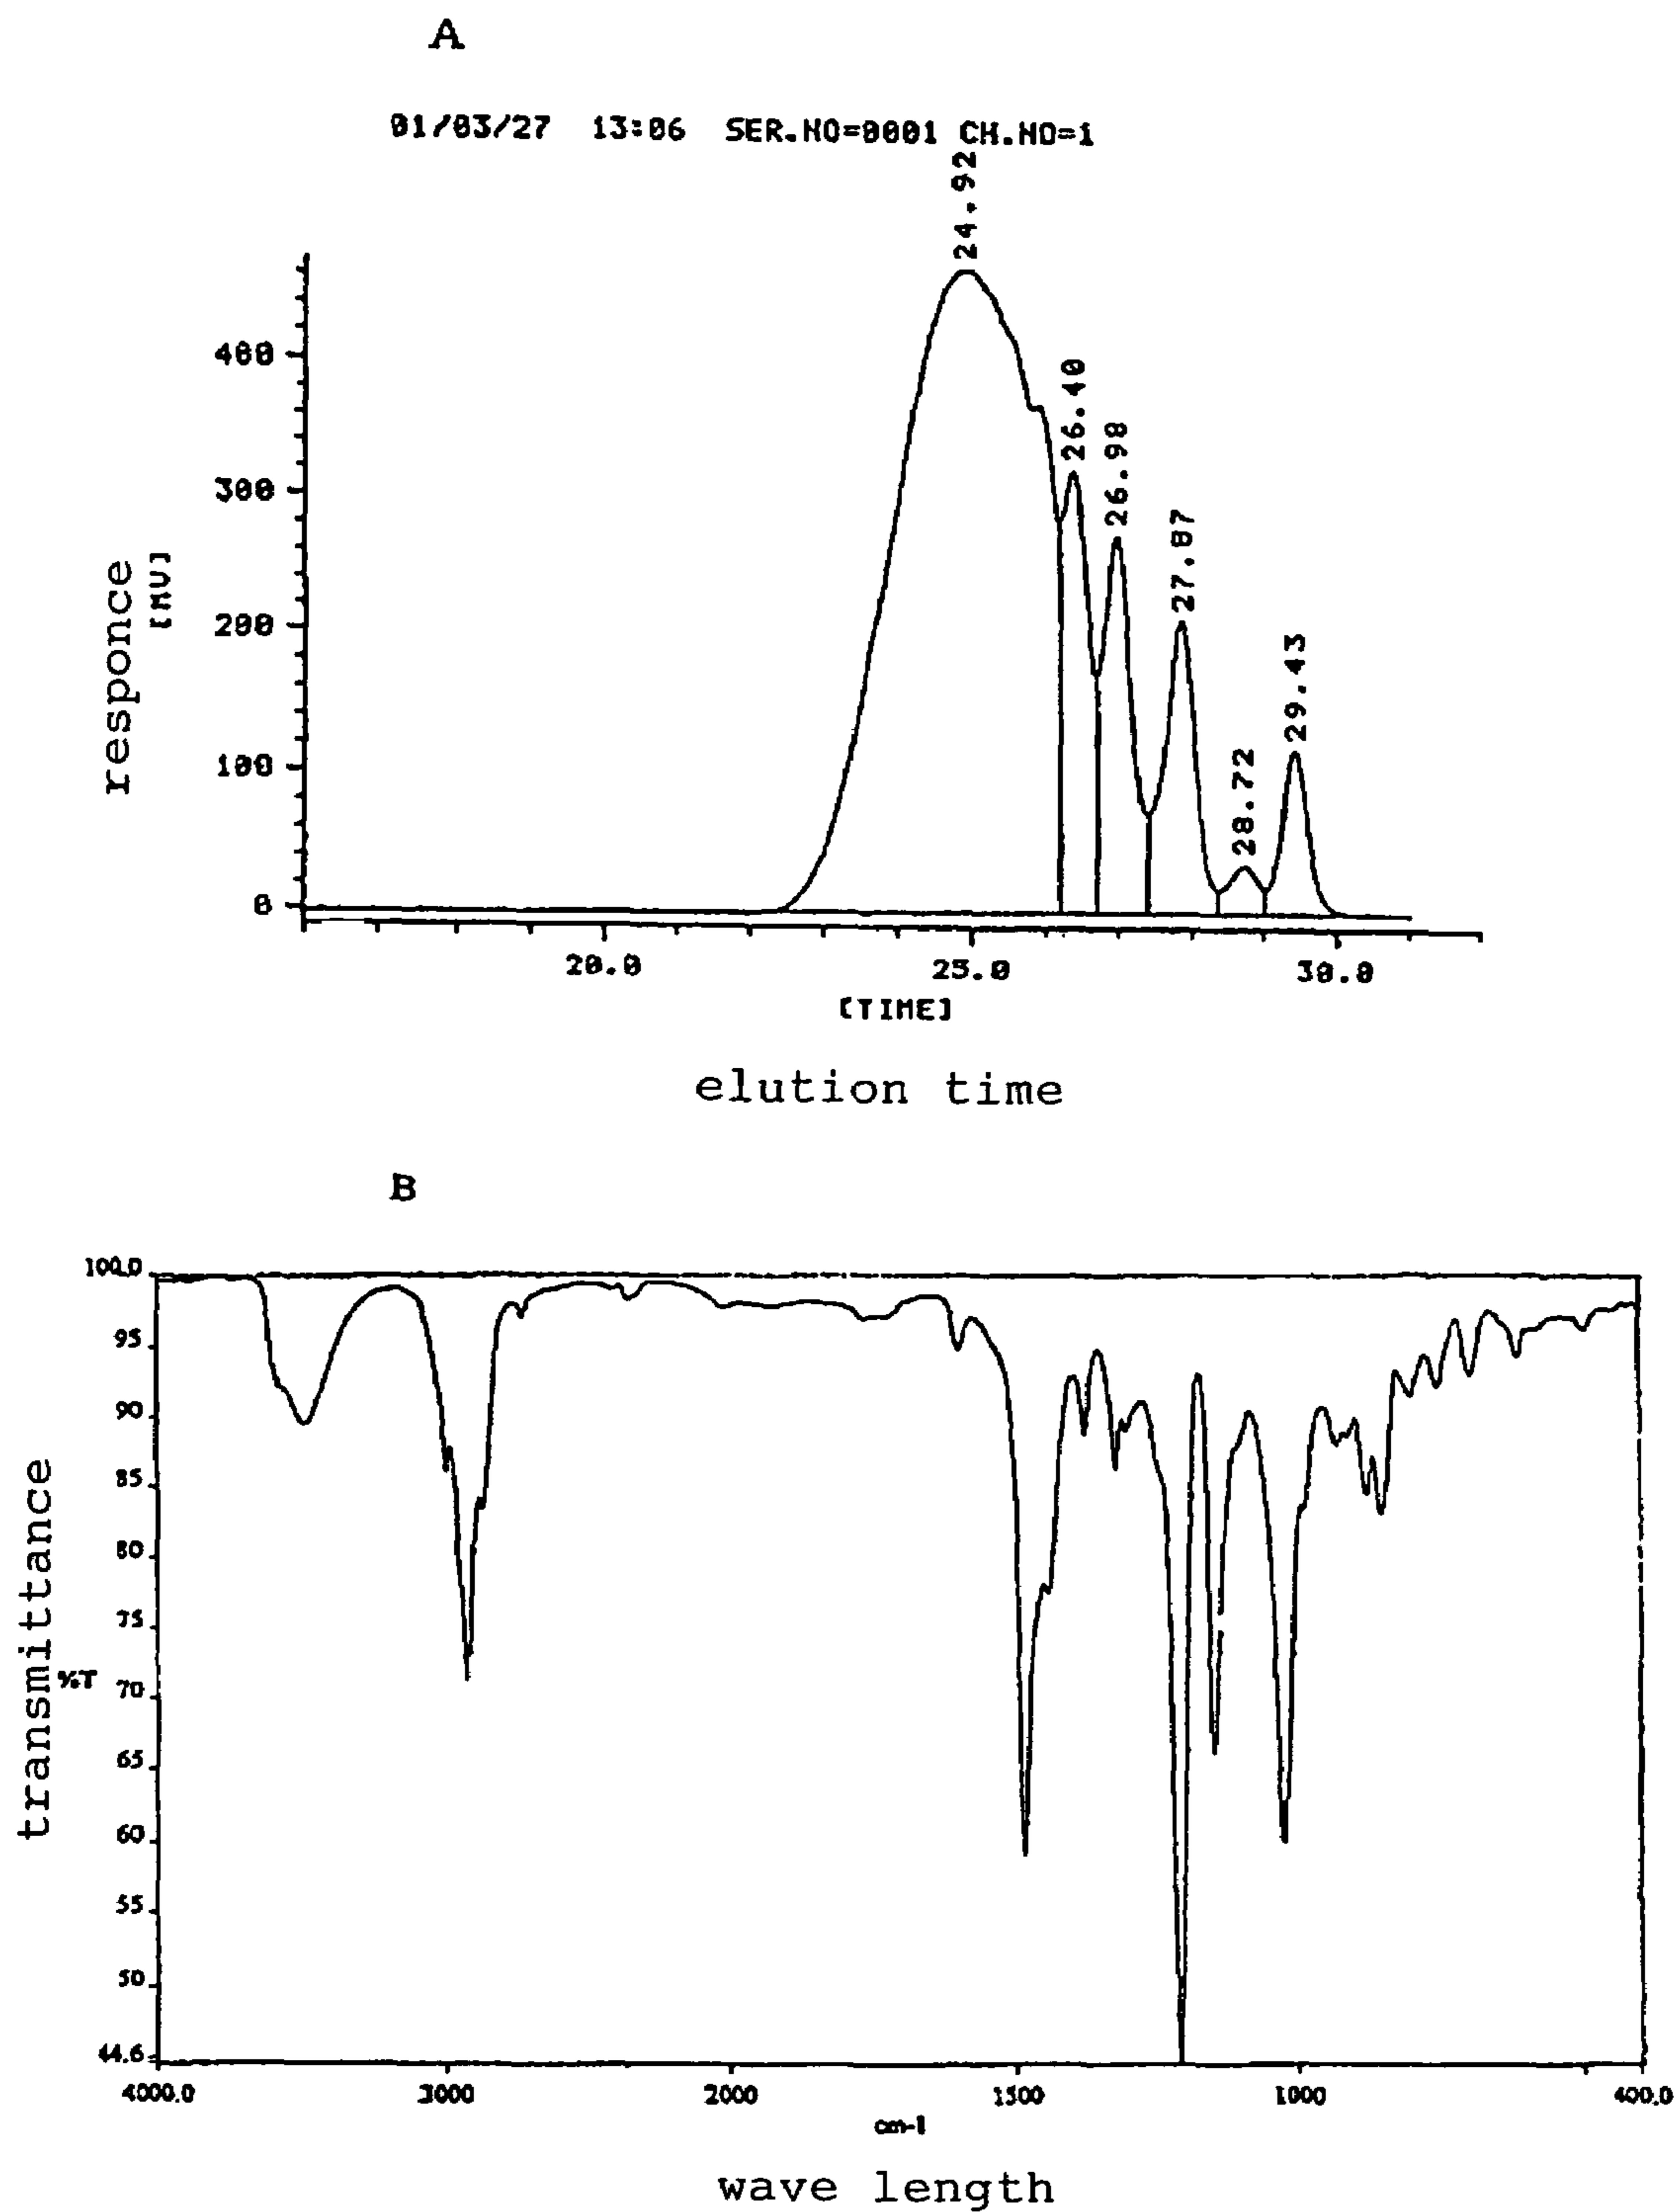 A
01/03/27 13:06 SER.NO=0001 CH.NO=1
24.92
26.40
26.98
27.87
28.72
29.43
400
300
200
100
0
responce
[MV]
20.0
25.0
30.0
[TIME]
elution time
B
100.0
95
90
85
80
75
70
65
60
55
50
44.6
transmittance
%T
4000.0
3000
2000
1500
1000
400.0
cm-1
wave length